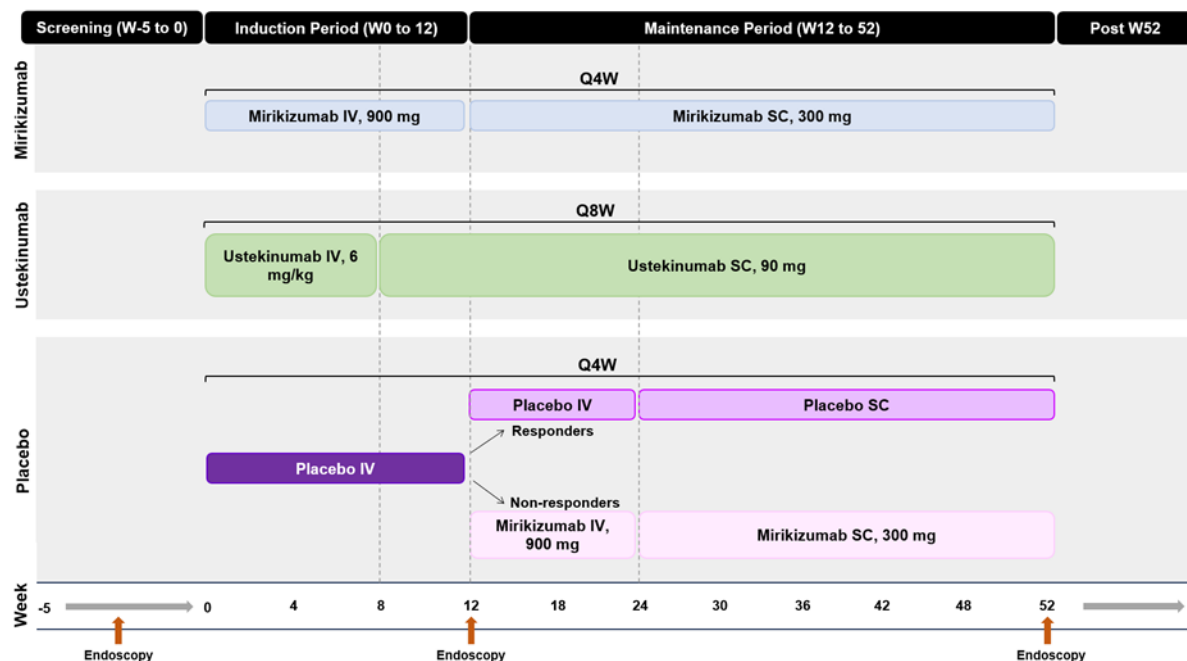 Screening (W-5 to 0)
Induction Period (W0 to 12)
Maintenance Period (W12 to 52)
Post W52
Mirikizumab
Q4W
Mirikizumab IV, 900 mg
Mirikizumab SC, 300 mg
Ustekinumab
Q8W
Ustekinumab IV, 6
mg/kg
Ustekinumab SC, 90 mg
Placebo
Q4W
Placebo IV
Placebo SC
Responders
Placebo IV
Non-responders
Mirikizumab IV,
900 mg
Mirikizumab SC, 300 mg
Week
-5 0 4 8 12 18 24 30 36 42 48 52
Endoscopy
Endoscopy
Endoscopy